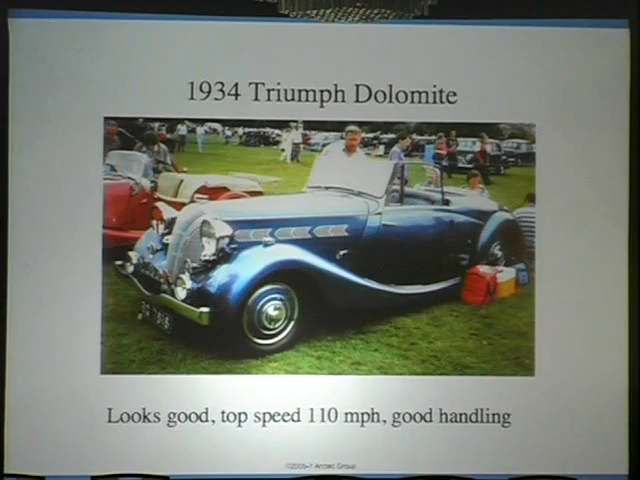 1934 Triumph Dolomite
Looks good, top speed 110 mph, good handling